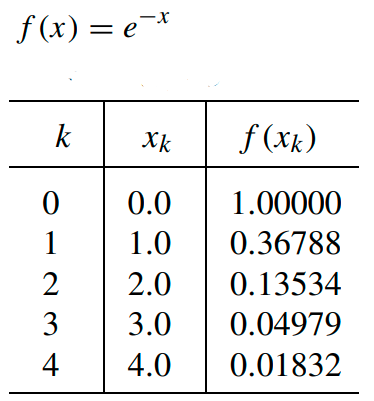 f(x) = e^{-x}
k x_k f(x_k)
0 0.0 1.00000
1 1.0 0.36788
2 2.0 0.13534
3 3.0 0.04979
4 4.0 0.01832